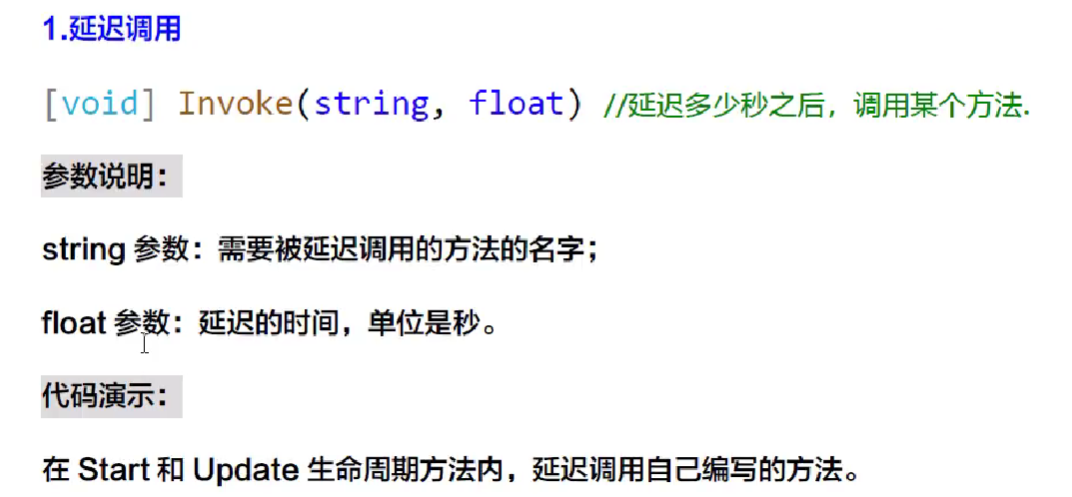 1.延迟调用
[void] Invoke(string, float) //延迟多少秒之后，调用某个方法.
参数说明：
string 参数：需要被延迟调用的方法的名字；
float 参数：延迟的时间，单位是秒。
代码演示：
在 Start 和 Update 生命周期方法内，延迟调用自己编写的方法。